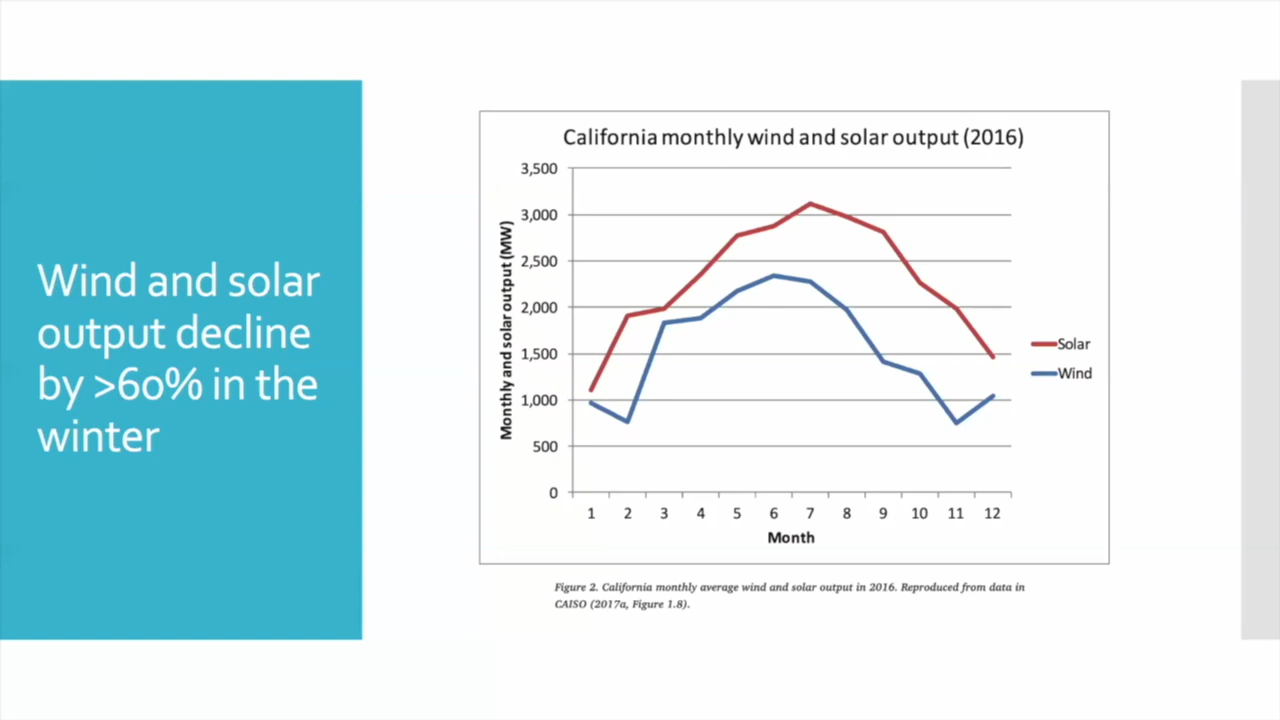 Wind and solar
output decline
by >60% in the
winter
California monthly wind and solar output (2016)
Monthly and solar output (MW)
3,500
3,000
2,500
2,000
1,500
1,000
500
0
1 2 3 4 5 6 7 8 9 10 11 12
Month
Solar
Wind
Figure 2. California monthly average wind and solar output in 2016. Reproduced from data in
CAISO (2017a, Figure 1.8).